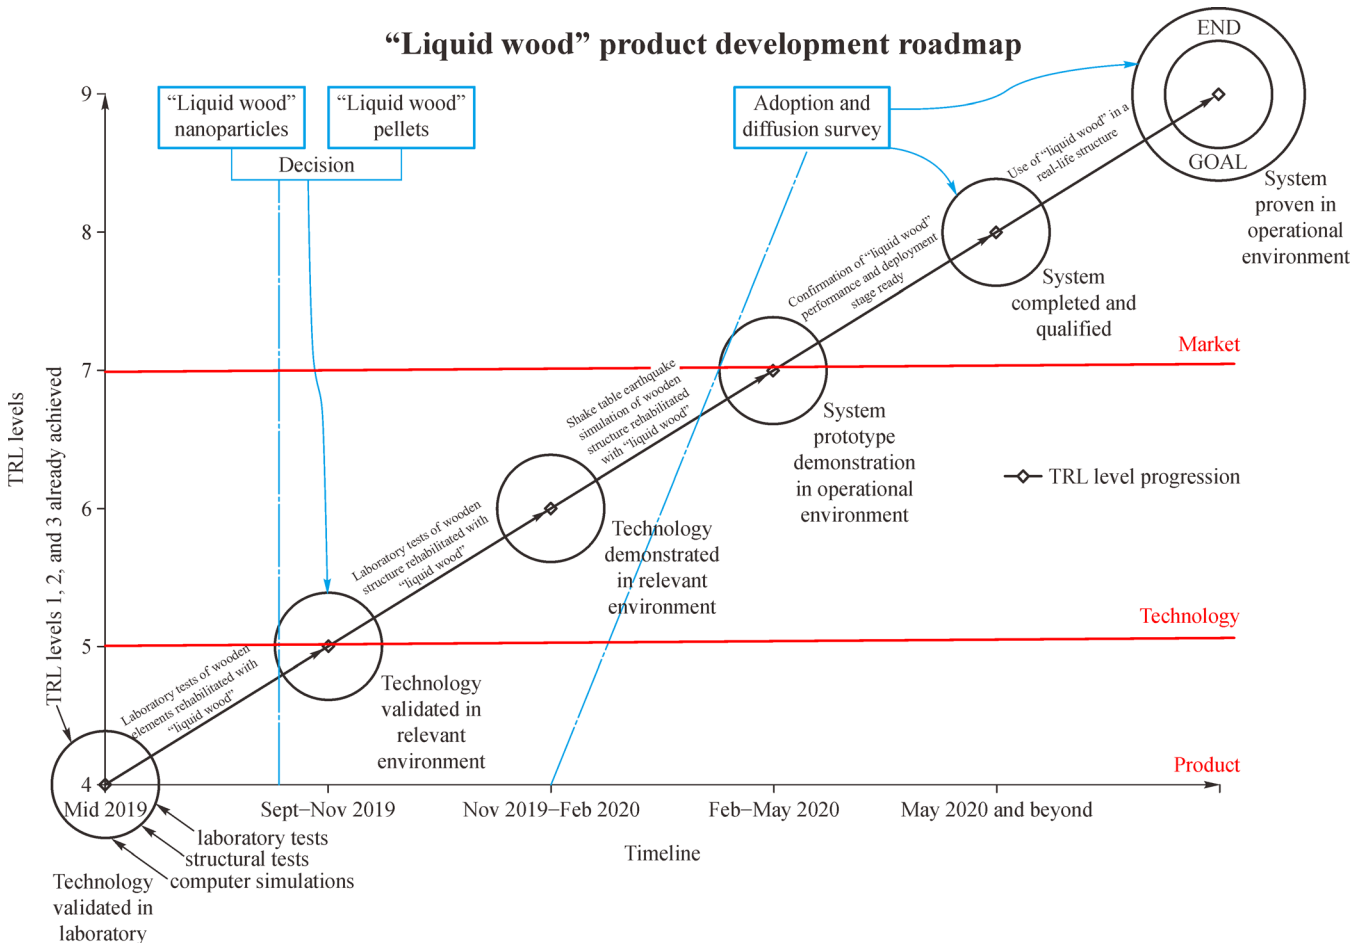 “Liquid wood” product development roadmap
END
GOAL
9
8
7
6
5
4
“Liquid wood”
nanoparticles
“Liquid wood”
pellets
Decision
Adoption and
diffusion survey
Use of “liquid wood” in a
real-life structure
System
proven in
operational
environment
Confirmation of “liquid wood”
performance and deployment
stage ready
System
completed and
qualified
Market
Shake table earthquake
simulation of wooden
structure rehabilitated
with “liquid wood”
System
prototype
demonstration
in operational
environment
TRL level progression
TRL levels
TRL levels 1, 2, and 3 already achieved
Laboratory tests of wooden
structure rehabilitated with
“liquid wood”
Technology
demonstrated
in relevant
environment
Technology
Laboratory tests of wooden
elements rehabilitated with
“liquid wood”
Technology
validated in
relevant
environment
Product
Mid 2019
Sept–Nov 2019
Nov 2019–Feb 2020
Feb–May 2020
May 2020 and beyond
Timeline
laboratory tests
structural tests
computer simulations
Technology
validated in
laboratory